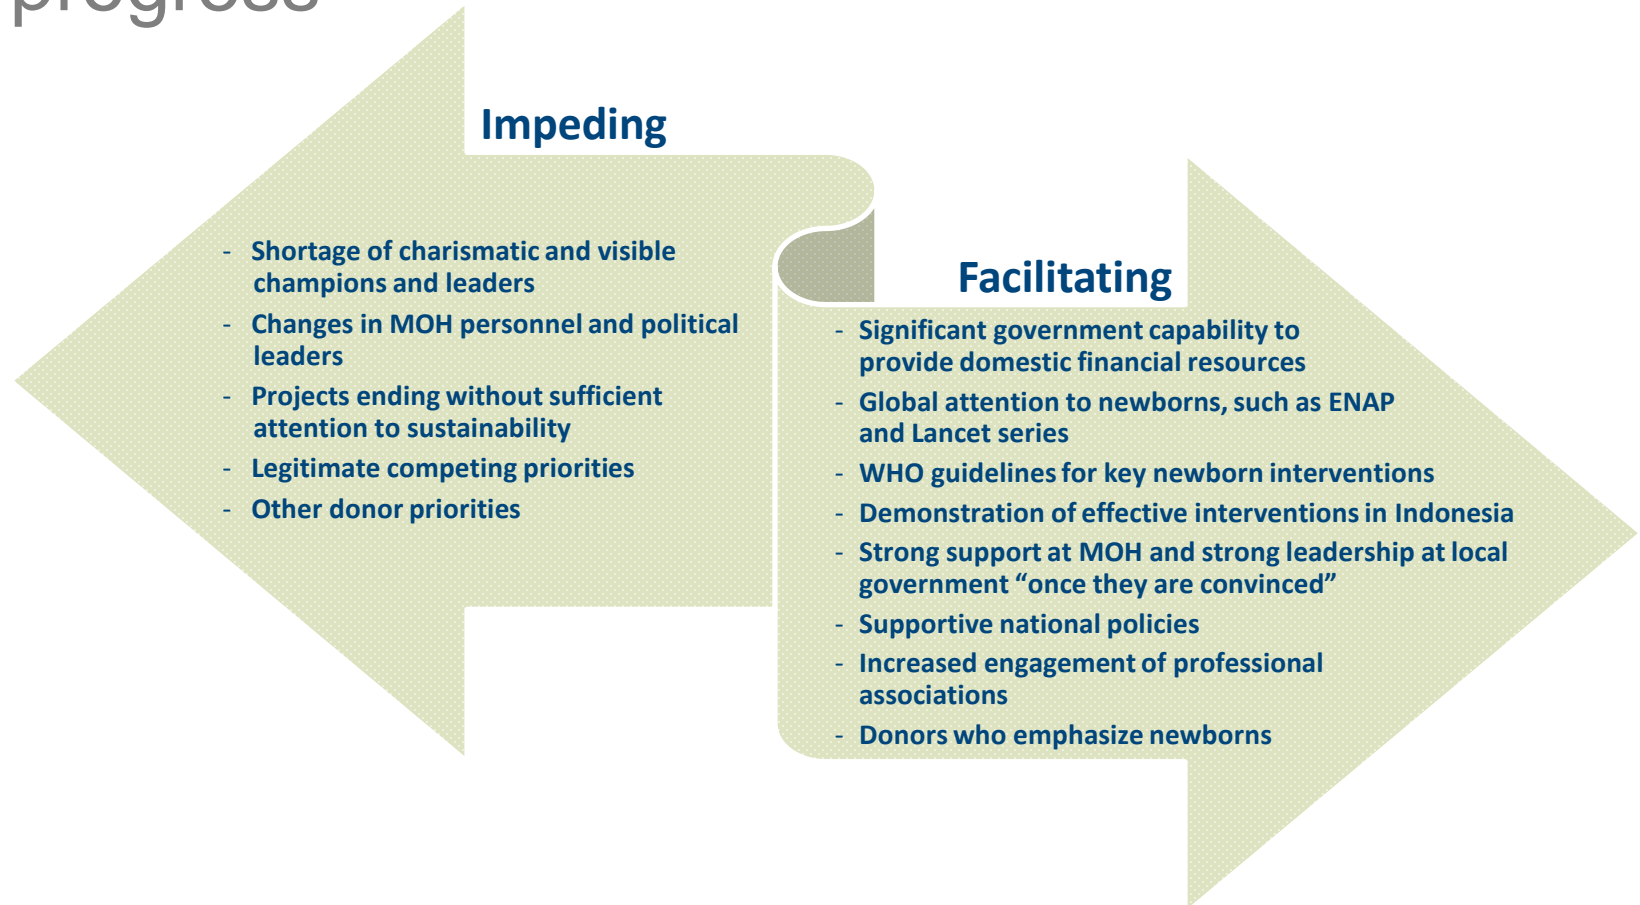 progress
Impeding
- Shortage of charismatic and visible
champions and leaders
- Changes in MOH personnel and political
leaders
- Projects ending without sufficient
attention to sustainability
- Legitimate competing priorities
- Other donor priorities
Facilitating
- Significant government capability to
provide domestic financial resources
- Global attention to newborns, such as ENAP
and Lancet series
- WHO guidelines for key newborn interventions
- Demonstration of effective interventions in Indonesia
- Strong support at MOH and strong leadership at local
government “once they are convinced”
- Supportive national policies
- Increased engagement of professional
associations
- Donors who emphasize newborns